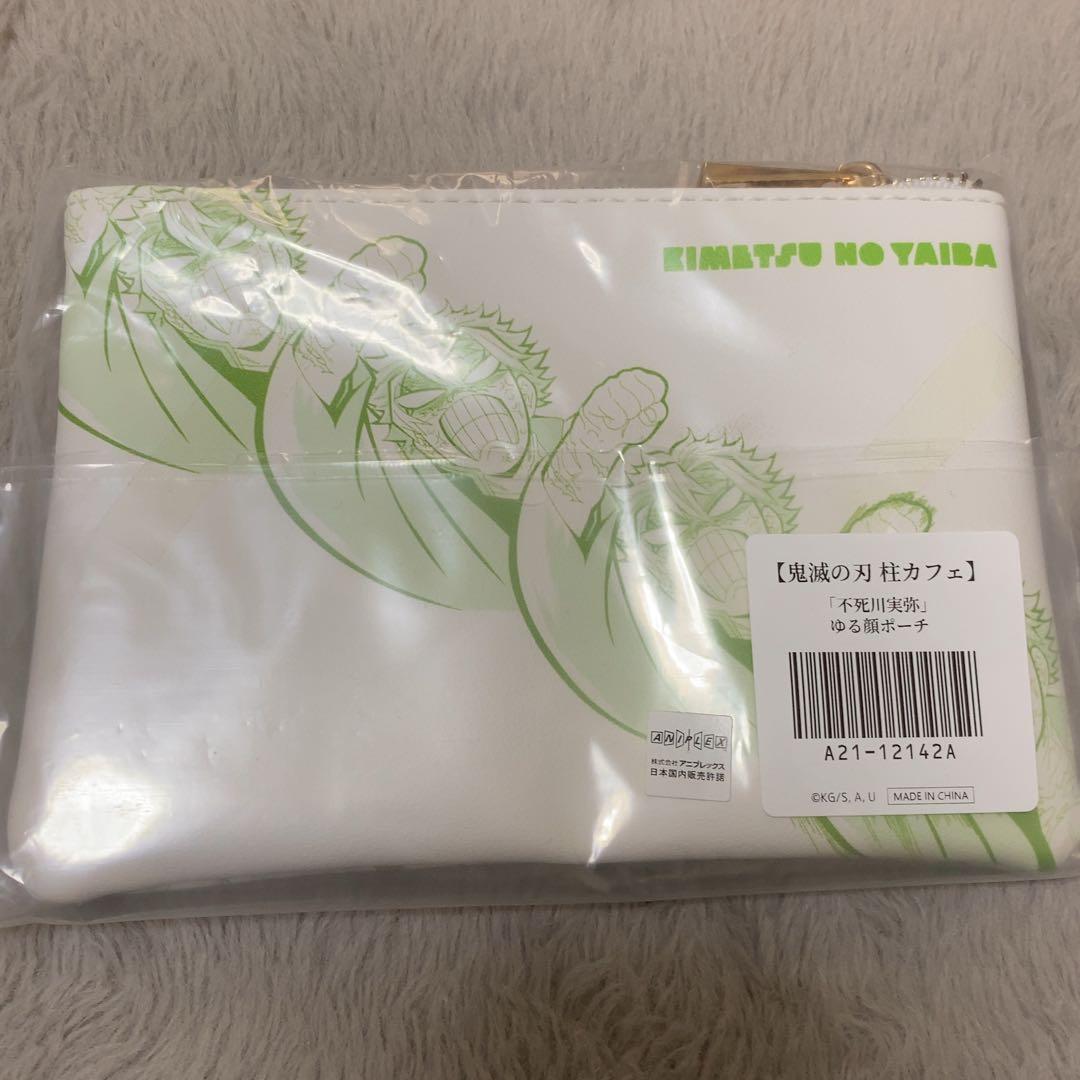 KIMETSU NO YAIBA
【鬼滅の刃 柱カフェ】
「不死川実弥」
ゆる顔ポーチ
A21-12142A
©KG/S, A, U MADE IN CHINA
ANIPLEX
株式会社 アニプレックス
日本国内販売許諾